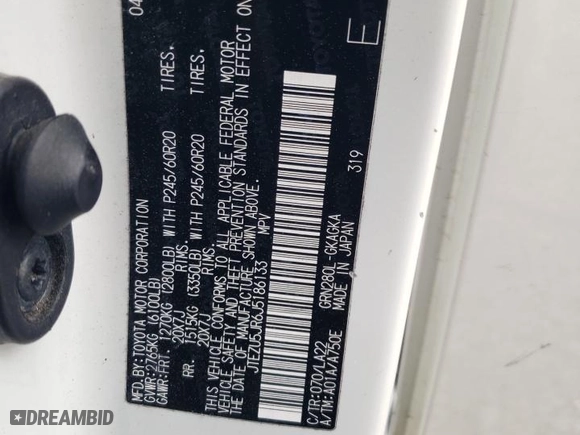 04
MFD.BY:TOYOTA MOTOR CORPORATION
GVWR:2765KG (6100LB)
GAWR:FRT. 1270KG (2800LB) WITH P245/60R20 TIRES.
20X7J RIMS.
RR. 1515KG (3350LB) WITH P245/60R20 TIRES.
20X7J RIMS.
THIS VEHICLE CONFORMS TO ALL APPLICABLE FEDERAL MOTOR
VEHICLE SAFETY AND THEFT PREVENTION STANDARDS IN EFFECT ON
THE DATE OF MANUFACTURE SHOWN ABOVE.
JTEZU5JR6J5186133 MPV
E
C/TR:070/LA22 GRN280L-GKAGKA
A/TM:A01A/A750E MADE IN JAPAN 319
DREAMBID